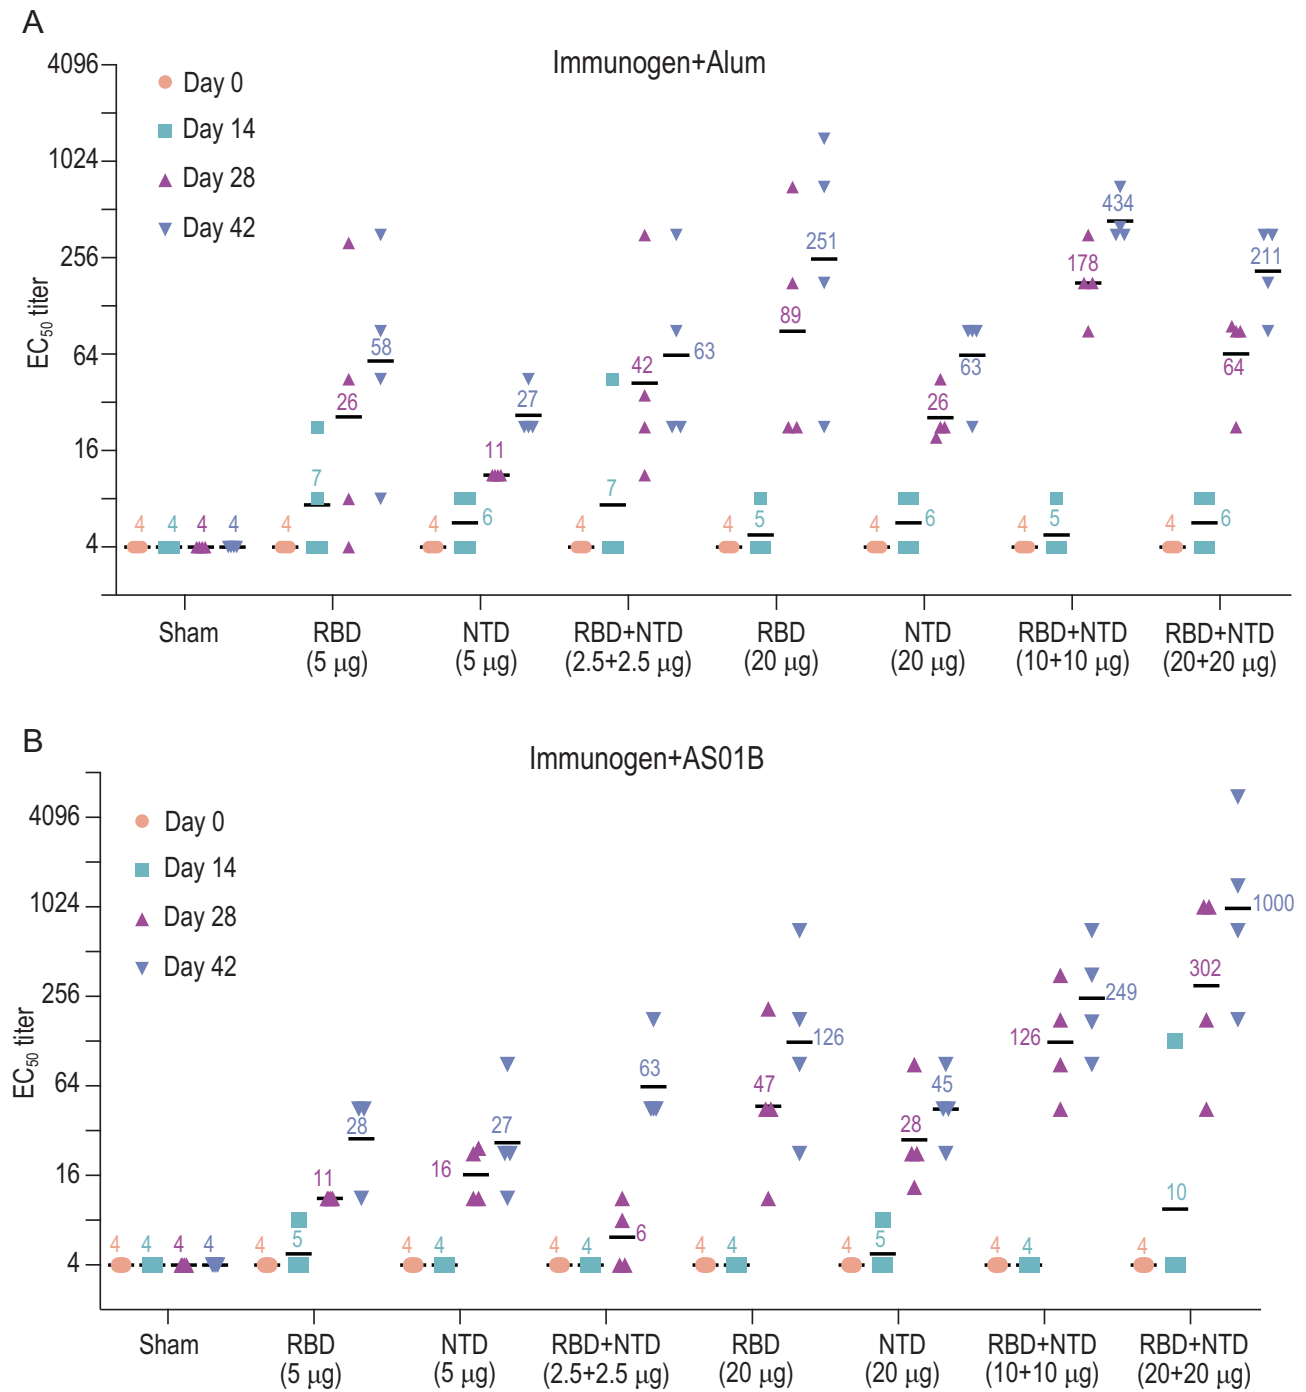 A
Immunogen+Alum
4096
1024
256
64
16
4
EC50 titer
Day 0
Day 14
Day 28
Day 42
4 4 4 4
4 7 26 58
4 6 11 27
4 7 42 63
4 5 89 251
4 6 26 63
4 5 178 434
4 6 64 211
Sham
RBD
(5 µg)
NTD
(5 µg)
RBD+NTD
(2.5+2.5 µg)
RBD
(20 µg)
NTD
(20 µg)
RBD+NTD
(10+10 µg)
RBD+NTD
(20+20 µg)
B
Immunogen+AS01B
4096
1024
256
64
16
4
EC50 titer
Day 0
Day 14
Day 28
Day 42
4 4 4 4
4 5 11 28
4 4 16 27
4 4 6 63
4 4 47 126
4 5 28 45
4 4 126 249
4 10 302 1000
Sham
RBD
(5 µg)
NTD
(5 µg)
RBD+NTD
(2.5+2.5 µg)
RBD
(20 µg)
NTD
(20 µg)
RBD+NTD
(10+10 µg)
RBD+NTD
(20+20 µg)